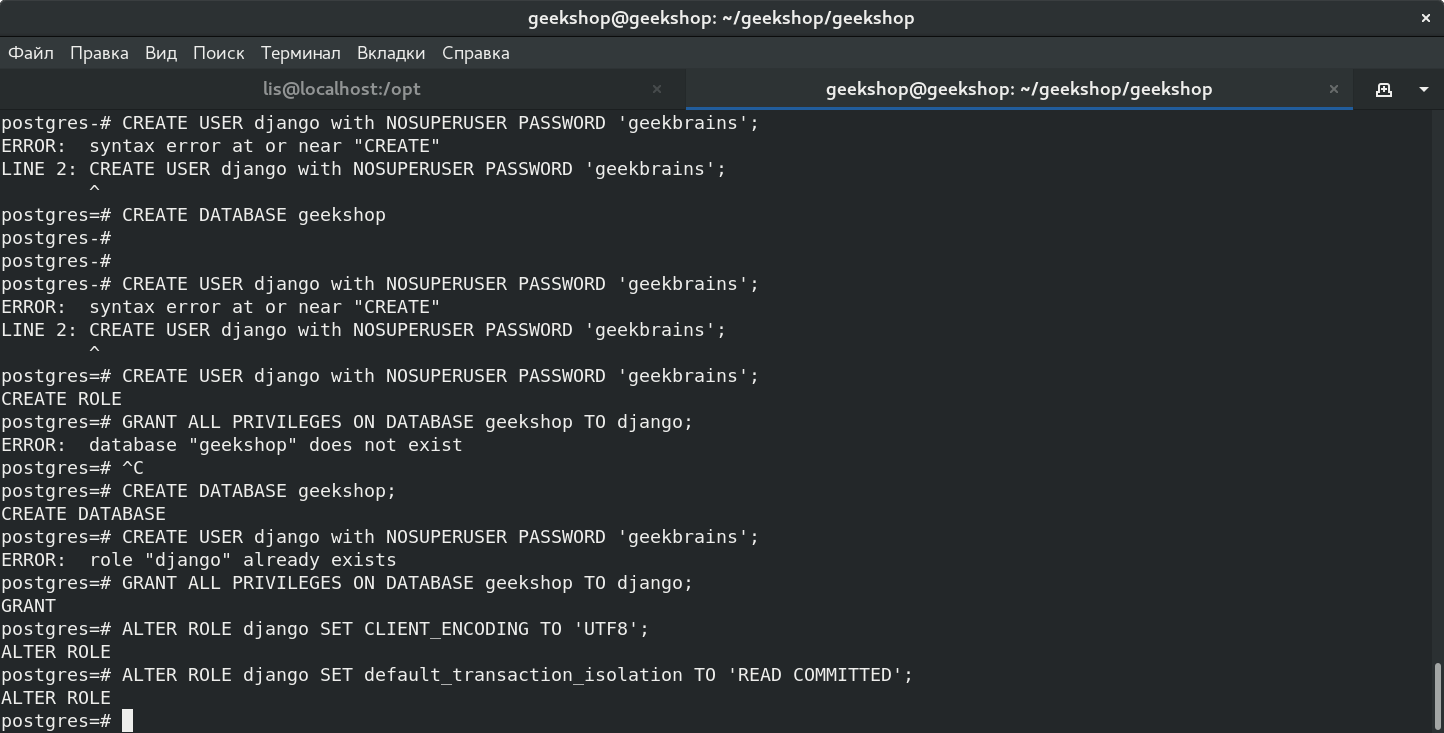 geekshop@geekshop: ~/geekshop/geekshop
×
Файл Правка Вид Поиск Терминал Вкладки Справка
lis@localhost:/opt × geekshop@geekshop: ~/geekshop/geekshop ×
postgres-# CREATE USER django with NOSUPERUSER PASSWORD 'geekbrains';
ERROR:  syntax error at or near "CREATE"
LINE 2: CREATE USER django with NOSUPERUSER PASSWORD 'geekbrains';
        ^
postgres=# CREATE DATABASE geekshop
postgres-#
postgres-#
postgres-# CREATE USER django with NOSUPERUSER PASSWORD 'geekbrains';
ERROR:  syntax error at or near "CREATE"
LINE 2: CREATE USER django with NOSUPERUSER PASSWORD 'geekbrains';
        ^
postgres=# CREATE USER django with NOSUPERUSER PASSWORD 'geekbrains';
CREATE ROLE
postgres=# GRANT ALL PRIVILEGES ON DATABASE geekshop TO django;
ERROR:  database "geekshop" does not exist
postgres=# ^C
postgres=# CREATE DATABASE geekshop;
CREATE DATABASE
postgres=# CREATE USER django with NOSUPERUSER PASSWORD 'geekbrains';
ERROR:  role "django" already exists
postgres=# GRANT ALL PRIVILEGES ON DATABASE geekshop TO django;
GRANT
postgres=# ALTER ROLE django SET CLIENT_ENCODING TO 'UTF8';
ALTER ROLE
postgres=# ALTER ROLE django SET default_transaction_isolation TO 'READ COMMITTED';
ALTER ROLE
postgres=#